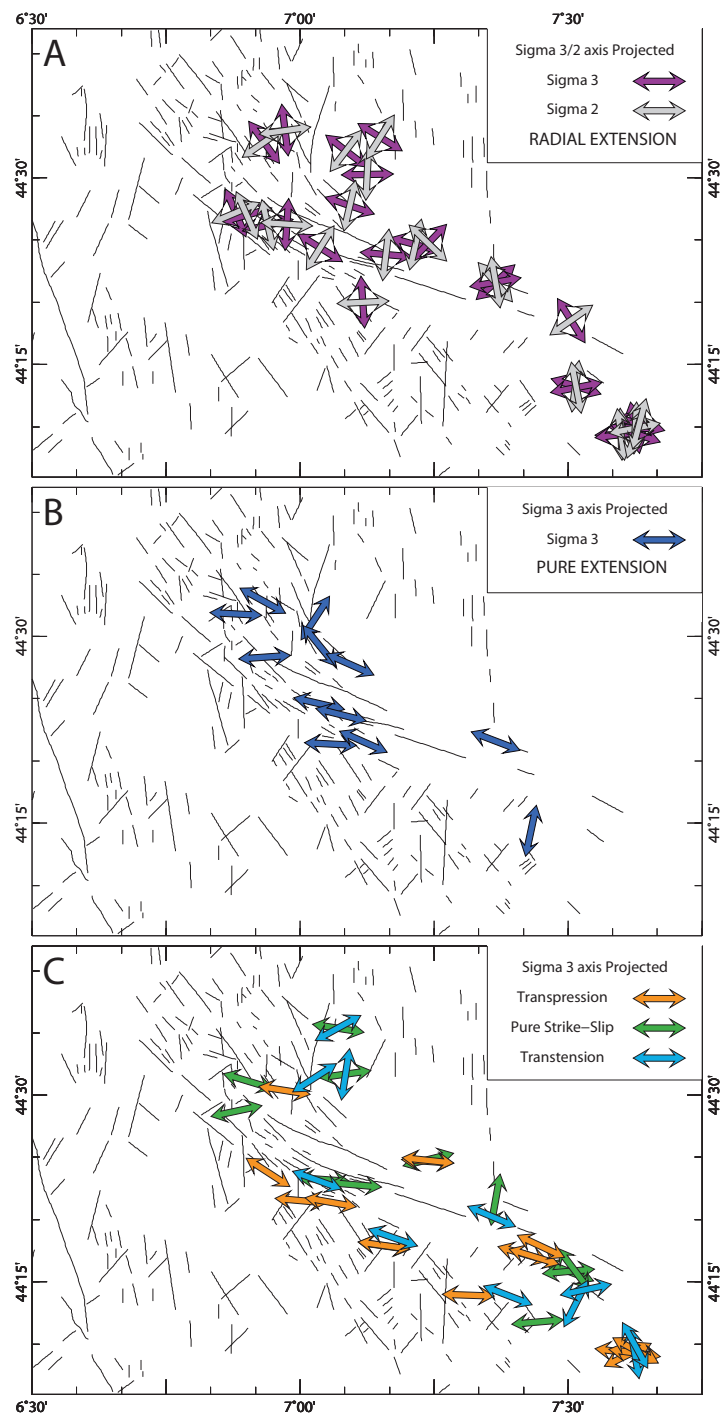 6°30' 7°00' 7°30'
A
Sigma 3/2 axis Projected
Sigma 3
Sigma 2
RADIAL EXTENSION
44°30' 44°30'
44°15' 44°15'
B
Sigma 3 axis Projected
Sigma 3
PURE EXTENSION
44°30' 44°30'
44°15' 44°15'
C
Sigma 3 axis Projected
Transpression
Pure Strike−Slip
Transtension
44°30' 44°30'
44°15' 44°15'
6°30' 7°00' 7°30'